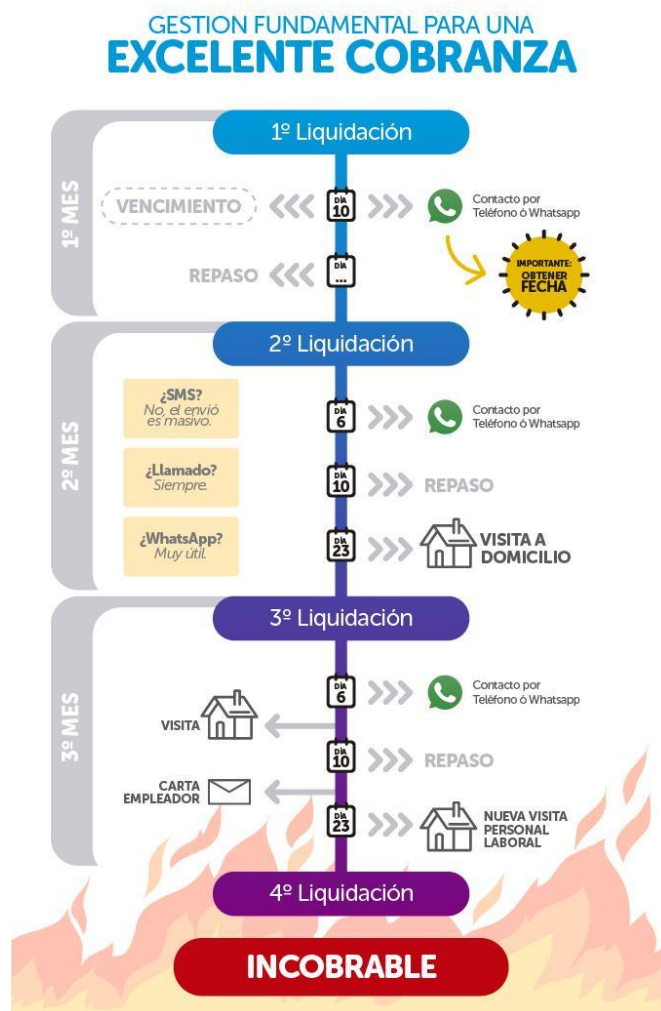 GESTION FUNDAMENTAL PARA UNA
EXCELENTE COBRANZA
1º MES
1º Liquidación
VENCIMIENTO
DÍA
10
Contacto por
Teléfono ó Whatsapp
IMPORTANTE:
OBTENER
FECHA
REPASO
DÍA
...
2º MES
2º Liquidación
¿SMS?
No, el envió
es masivo.
DÍA
6
Contacto por
Teléfono ó Whatsapp
¿Llamado?
Siempre.
DÍA
10
REPASO
¿WhatsApp?
Muy útil.
DÍA
23
VISITA A
DOMICILIO
3º MES
3º Liquidación
DÍA
6
Contacto por
Teléfono ó Whatsapp
VISITA
DÍA
10
REPASO
CARTA
EMPLEADOR
DÍA
23
NUEVA VISITA
PERSONAL
LABORAL
4º Liquidación
INCOBRABLE